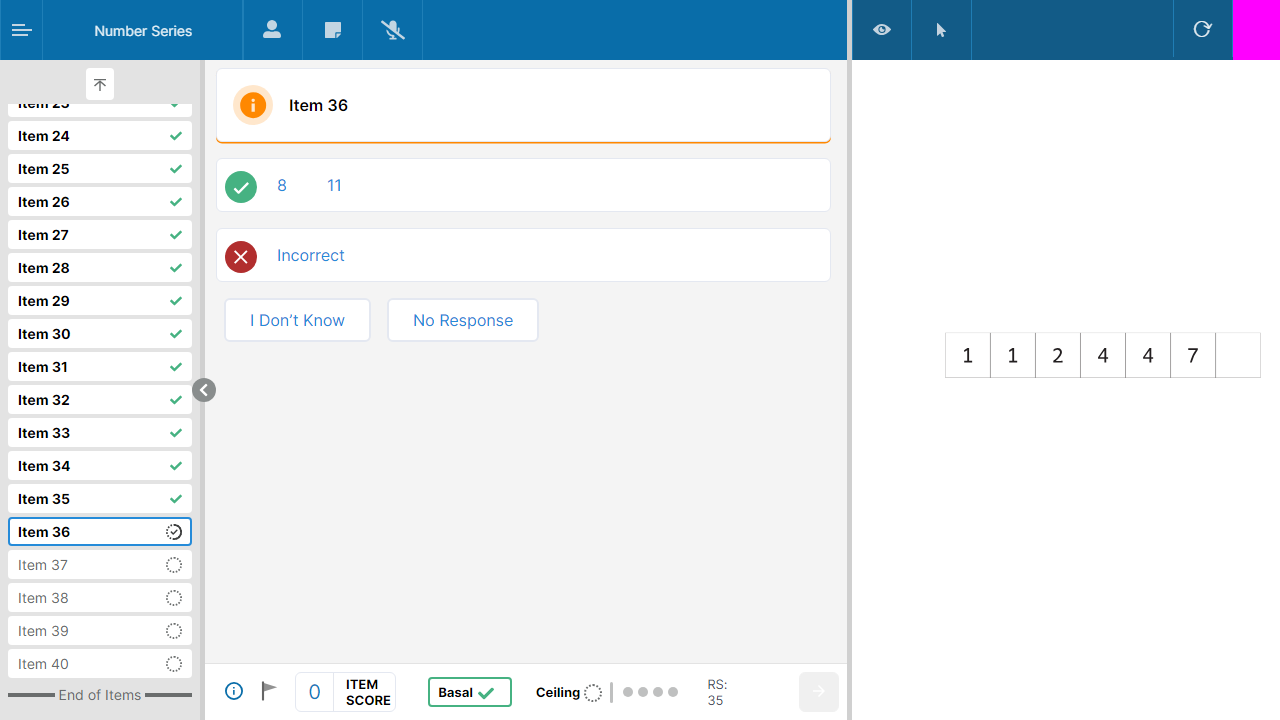 Number Series
Item 23
Item 24
Item 25
Item 26
Item 27
Item 28
Item 29
Item 30
Item 31
Item 32
Item 33
Item 34
Item 35
Item 36
Item 37
Item 38
Item 39
Item 40
End of Items
Item 36
8 11
Incorrect
I Don’t Know No Response
0 ITEM SCORE
Basal
Ceiling
RS:
35
1 1 2 4 4 7